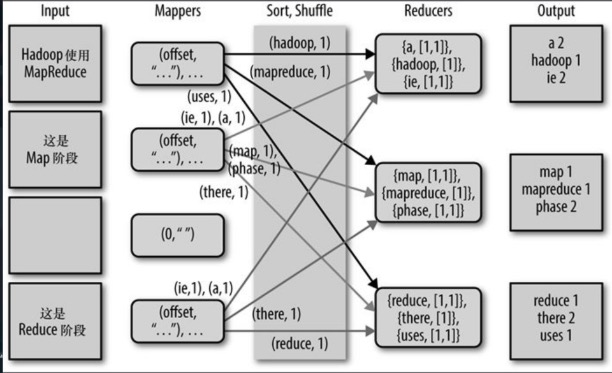 Input
Mappers
Sort, Shuffle
Reducers
Output
Hadoop 使用
MapReduce
(offset,
“...”), ...
(hadoop, 1)
(mapreduce, 1)
(uses, 1)
{a, [1,1]},
{hadoop, [1]},
{ie, [1,1]}
a 2
hadoop 1
ie 2
这是
Map 阶段
(ie, 1), (a, 1)
(offset,
“...”), ...
(map, 1),
(phase, 1)
(there, 1)
{map, [1,1]},
{mapreduce, [1]},
{phase, [1,1]}
map 1
mapreduce 1
phase 2
(0,“ ”)
这是
Reduce 阶段
(ie,1), (a,1)
(offset,
“...”), ...
(there, 1)
(reduce, 1)
{reduce, [1,1]},
{there, [1]},
{uses, [1,1]}
reduce 1
there 2
uses 1